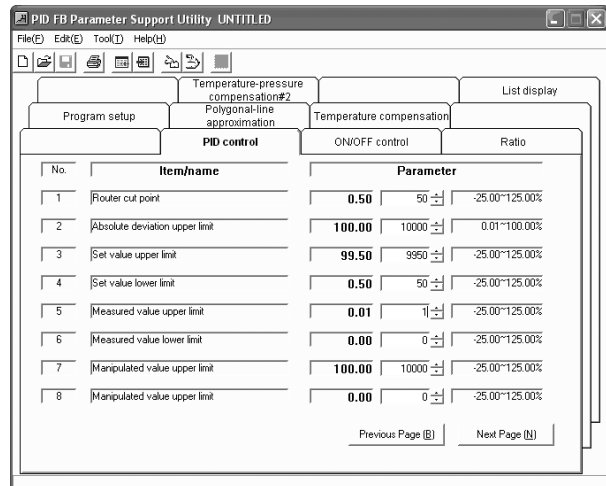 PID FB Parameter Support Utility UNTITLED
File(F) Edit(E) Tool(T) Help(H)
Temperature-pressure compensation#2
List display
Program setup
Polygonal-line approximation
Temperature compensation
PID control
ON/OFF control
Ratio
No. Item/name Parameter
1 Router cut point 0.50 50 -25.00~125.00%
2 Absolute deviation upper limit 100.00 10000 0.01~100.00%
3 Set value upper limit 99.50 9950 -25.00~125.00%
4 Set value lower limit 0.50 50 -25.00~125.00%
5 Measured value upper limit 0.01 1 -25.00~125.00%
6 Measured value lower limit 0.00 0 -25.00~125.00%
7 Manipulated value upper limit 100.00 10000 -25.00~125.00%
8 Manipulated value upper limit 0.00 0 -25.00~125.00%
Previous Page (B) Next Page (N)